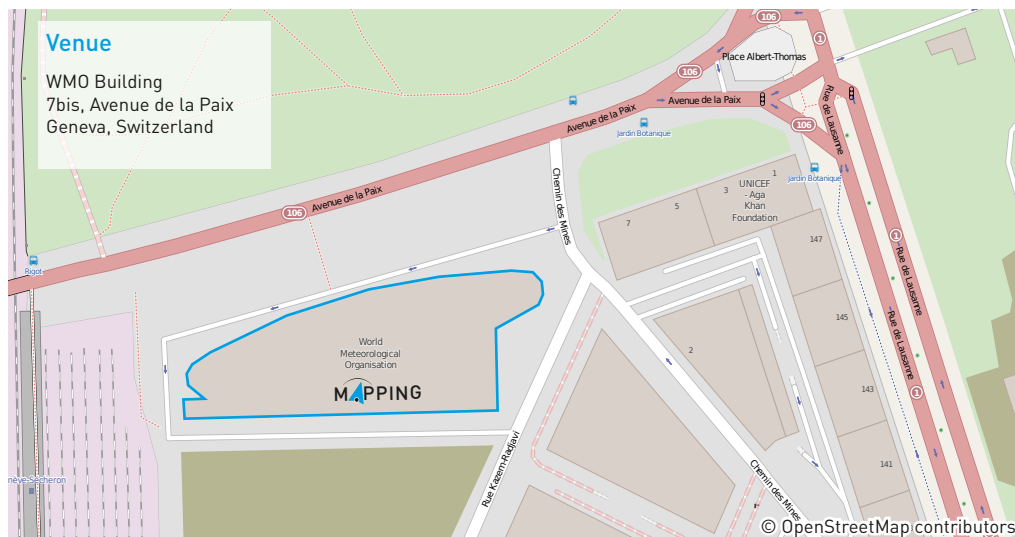 Venue
WMO Building
7bis, Avenue de la Paix
Geneva, Switzerland
106
1
Place Albert-Thomas
106
Avenue de la Paix
Avenue de la Paix
Rue de Lausanne
106
Jardin Botanique
Jardin Botanique
Chemin des Mines
UNICEF
- Aga
Khan
Foundation
1
3
5
7
Avenue de la Paix
106
147
1
Rue de Lausanne
Rigot
145
Rue de Lausanne
World
Meteorological
Organisation
2
MAPPING
143
1
Rue Kazem-Radjavi
Chemin des Mines
141
nève-Sécheron
© OpenStreetMap contributors